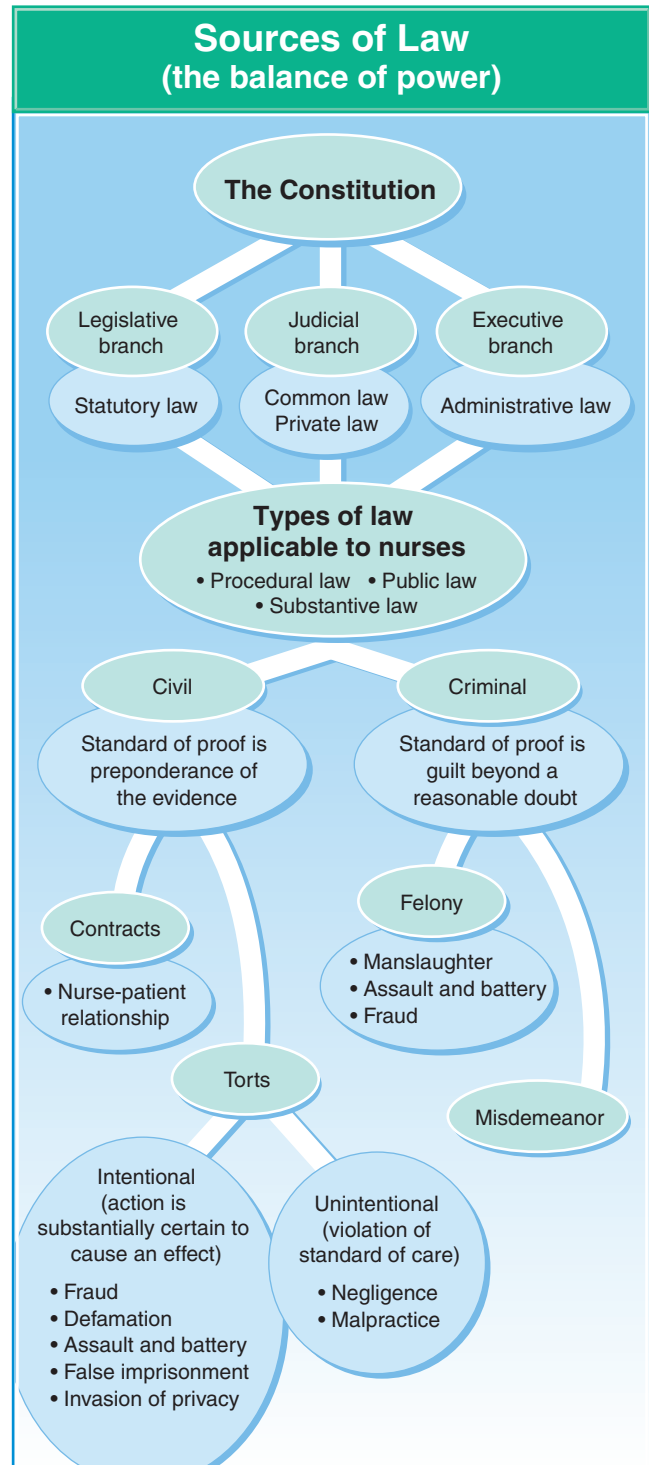 Sources of Law
(the balance of power)
The Constitution
Legislative
branch
Judicial
branch
Executive
branch
Statutory law
Common law
Private law
Administrative law
Types of law
applicable to nurses
• Procedural law • Public law
• Substantive law
Civil
Standard of proof is
preponderance of
the evidence
Criminal
Standard of proof is
guilt beyond a
reasonable doubt
Contracts
• Nurse-patient
relationship
Felony
• Manslaughter
• Assault and battery
• Fraud
Torts
Misdemeanor
Intentional
(action is
substantially certain to
cause an effect)
• Fraud
• Defamation
• Assault and battery
• False imprisonment
• Invasion of privacy
Unintentional
(violation of
standard of care)
• Negligence
• Malpractice